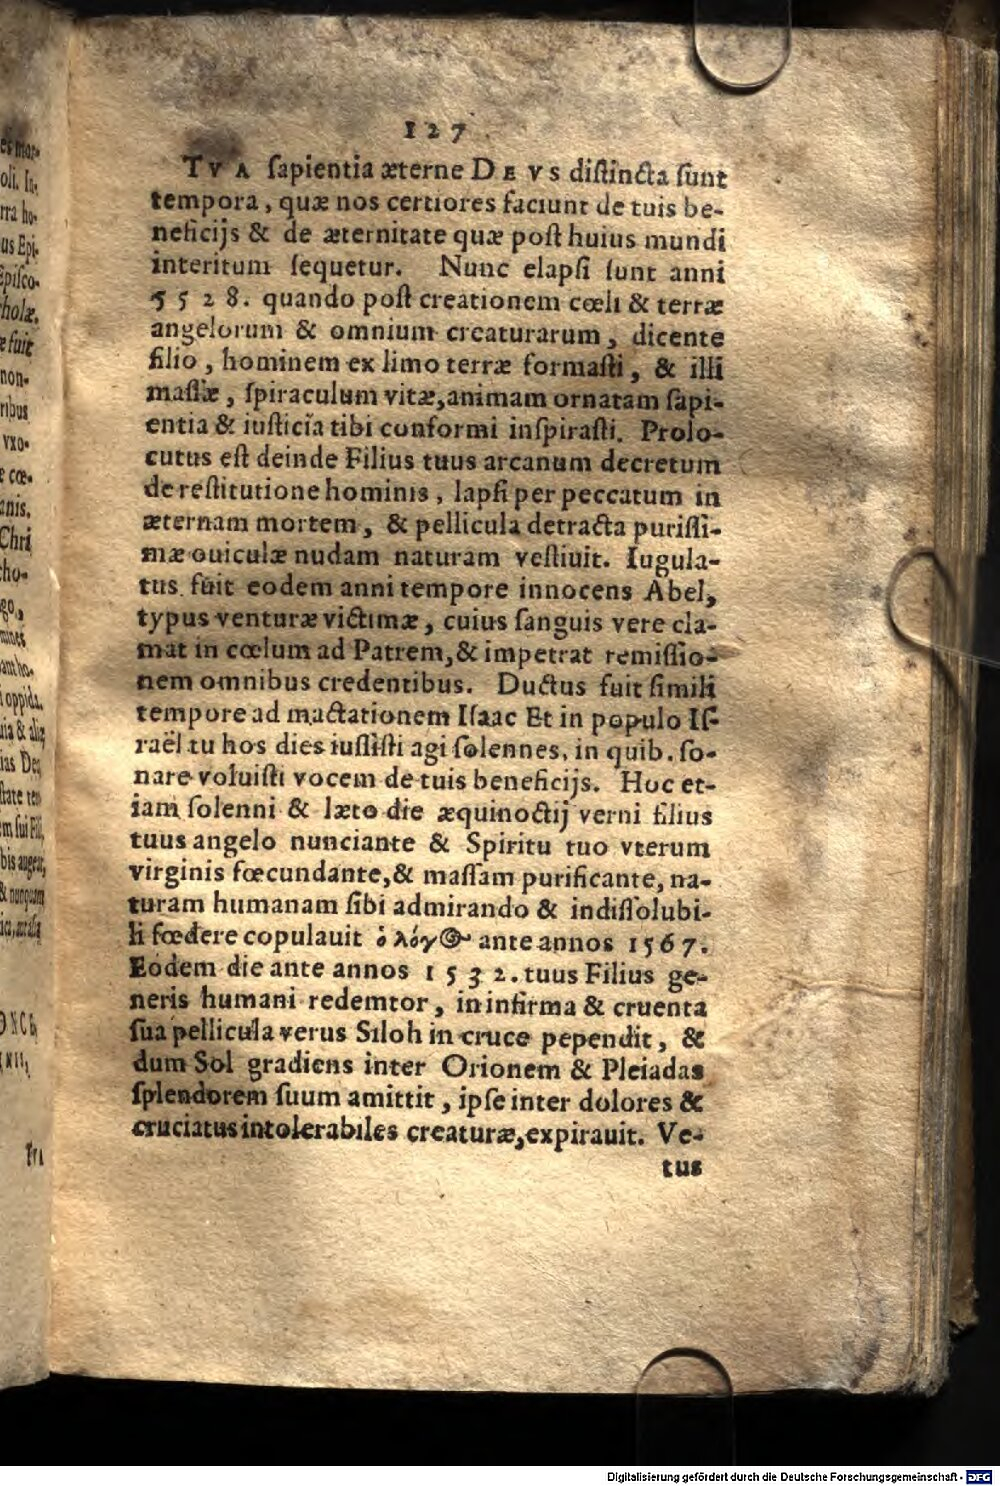 127
TVA ſapientia æterne DEVS diſtincta ſunt
tempora, quæ nos certiores faciunt de tuis be-
neficijs & de æternitate quæ poſt huius mundi
interitum ſequetur. Nunc elapſi ſunt anni
5528. quando poſt creationem cœli & terræ
angelorum & omnium creaturarum, dicente
filio, hominem ex limo terræ formaſti, & illi
maſſæ, ſpiraculum vitæ, animam ornatam ſapi-
entia & iuſticia tibi conformi inſpiraſti. Prolo-
cutus eſt deinde Filius tuus arcanum decretum
de reſtitutione hominis, lapſi per peccatum in
æternam mortem, & pellicula detracta puriſſi-
mæ ouiculæ nudam naturam veſtiuit. Iugula-
tus fuit eodem anni tempore innocens Abel,
typus venturæ victimæ, cuius ſanguis vere cla-
mat in cœlum ad Patrem, & impetrat remiſſio-
nem omnibus credentibus. Ductus fuit ſimili
tempore ad mactationem Iſaac Et in populo Iſ-
raël tu hos dies iuſſiſti agi ſolennes, in quib. ſo-
nare voluiſti vocem de tuis beneficijs. Hoc et-
iam ſolenni & læto die æquinoctij verni filius
tuus angelo nunciante & Spiritu tuo vterum
virginis fœcundante, & maſſam purificante, na-
turam humanam ſibi admirando & indiſſolubi-
li fœdere copulauit ὁ λόγος ante annos 1567.
Eodem die ante annos 1532. tuus Filius ge-
neris humani redemtor, in infirma & cruenta
ſua pellicula verus Siloh in cruce pependit, &
dum Sol gradiens inter Orionem & Pleiadas
ſplendorem ſuum amittit, ipſe inter dolores &
cruciatus intolerabiles creaturæ, expirauit. Ve-
tus
Digitalisierung gefördert durch die Deutsche Forschungsgemeinschaft - DFG